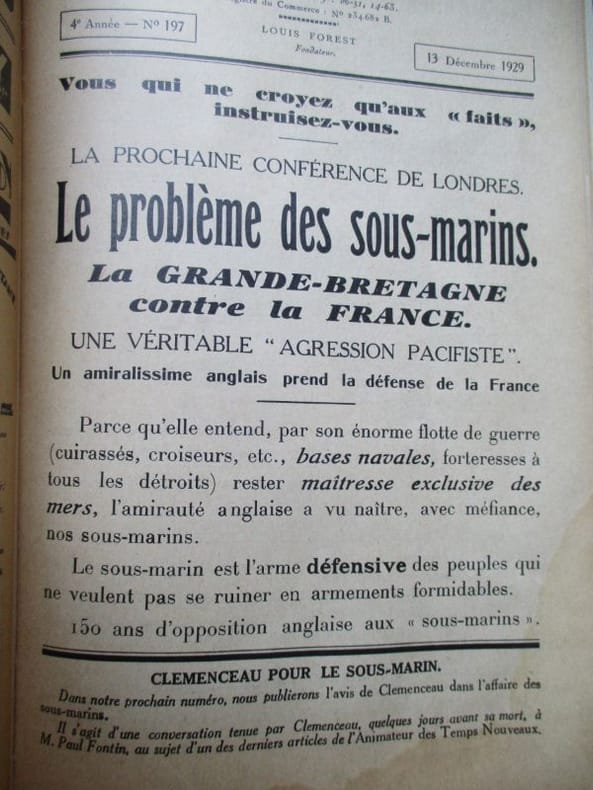 du Commerce : N° 234.682 B.
4e Année — No 197
LOUIS FOREST
Fondateur.
13 Décembre 1929
Vous qui ne croyez qu'aux « faits »,
instruisez-vous.
LA PROCHAINE CONFÉRENCE DE LONDRES.
Le problème des sous-marins.
La GRANDE-BRETAGNE
contre la FRANCE.
UNE VÉRITABLE "AGRESSION PACIFISTE".
Un amiralissime anglais prend la défense de la France
Parce qu'elle entend, par son énorme flotte de guerre
(cuirassés, croiseurs, etc., bases navales, forteresses à
tous les détroits) rester maîtresse exclusive des
mers, l'amirauté anglaise a vu naître, avec méfiance,
nos sous-marins.
Le sous-marin est l'arme défensive des peuples qui
ne veulent pas se ruiner en armements formidables.
150 ans d'opposition anglaise aux « sous-marins ».
CLEMENCEAU POUR LE SOUS-MARIN.
Dans notre prochain numéro, nous publierons l'avis de Clemenceau dans l'affaire des
sous-marins.
Il s'agit d'une conversation tenue par Clemenceau, quelques jours avant sa mort, à
M. Paul Fontin, au sujet d'un des derniers articles de l'Animateur des Temps Nouveaux.